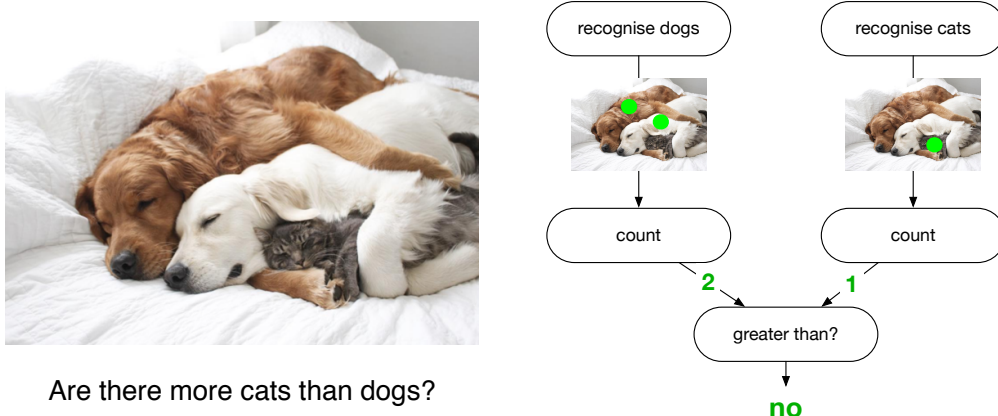 recognise dogs
recognise cats
count
count
2
1
greater than?
no
Are there more cats than dogs?